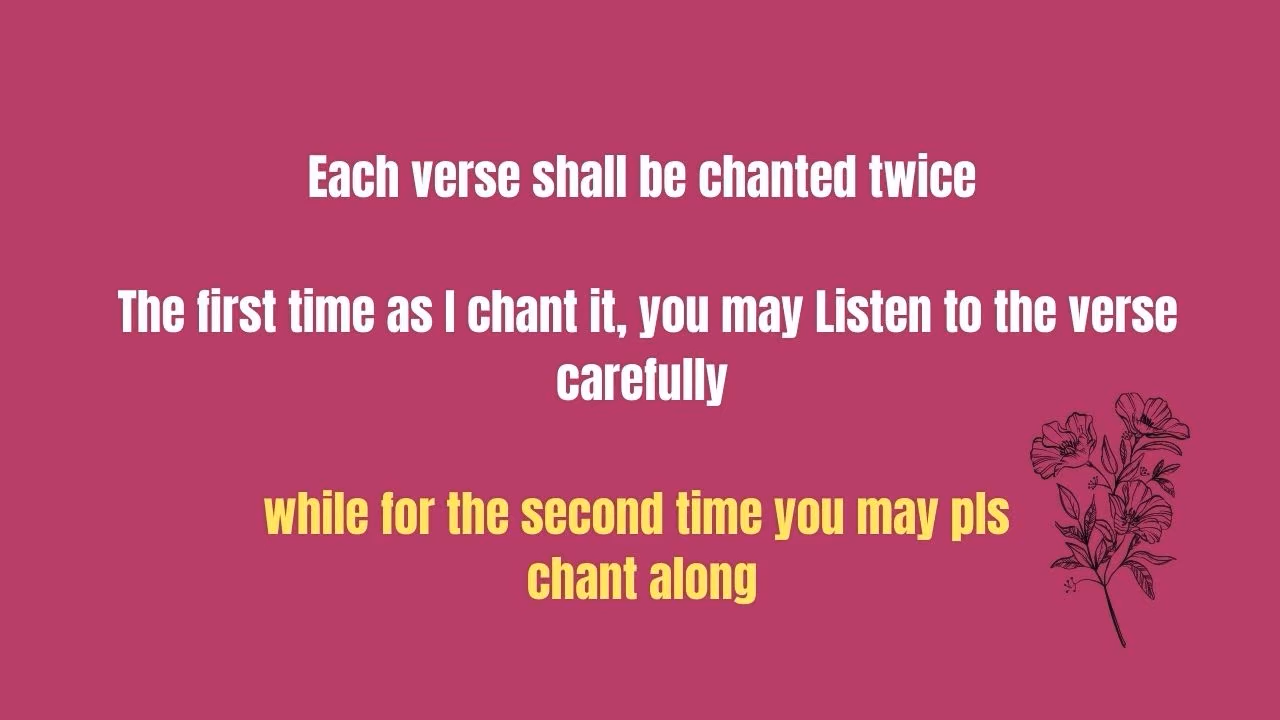 Each verse shall be chanted twice
The first time as I chant it, you may Listen to the verse
carefully
while for the second time you may pls
chant along